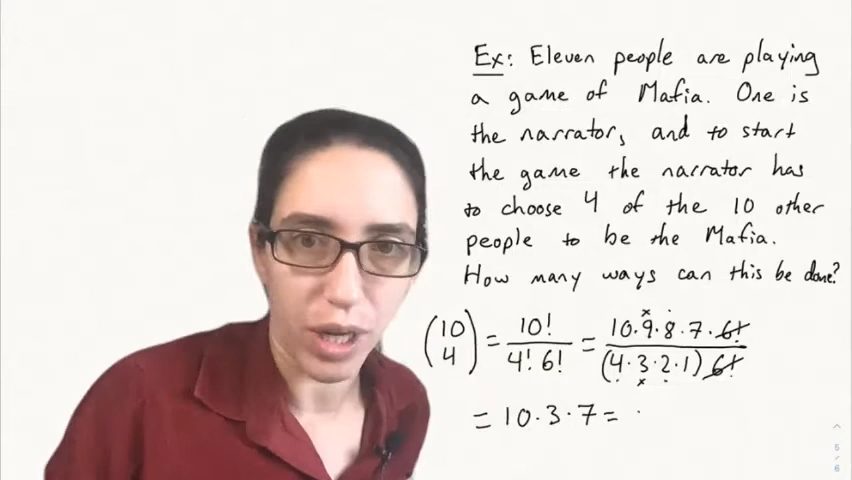 Ex: Eleven people are playing
a game of Mafia. One is
the narrator, and to start
the game the narrator has
to choose 4 of the 10 other
people to be the Mafia.
How many ways can this be done?
(10 4) = 10! / 4! 6! = 10·9·8·7·6! / (4·3·2·1) 6!
= 10·3·7 =
5 / 6